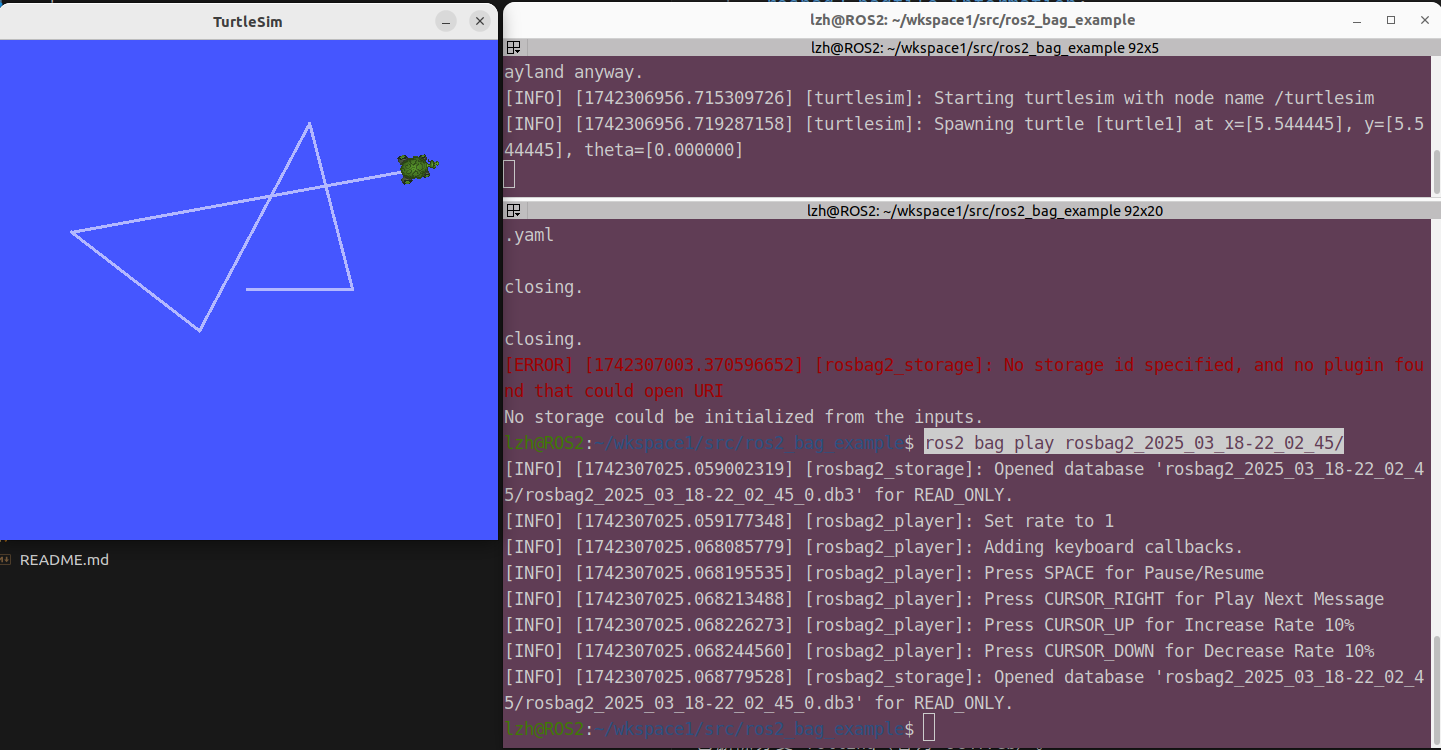 TurtleSim
lzh@ROS2: ~/wkspace1/src/ros2_bag_example
lzh@ROS2: ~/wkspace1/src/ros2_bag_example 92x5
ayland anyway.
[INFO] [1742306956.715309726] [turtlesim]: Starting turtlesim with node name /turtlesim
[INFO] [1742306956.719287158] [turtlesim]: Spawning turtle [turtle1] at x=[5.544445], y=[5.5
44445], theta=[0.000000]
lzh@ROS2: ~/wkspace1/src/ros2_bag_example 92x20
.yaml
closing.
closing.
[ERROR] [1742307003.370596652] [rosbag2_storage]: No storage id specified, and no plugin fou
nd that could open URI
No storage could be initialized from the inputs.
lzh@ROS2:~/wkspace1/src/ros2_bag_example$ ros2 bag play rosbag2_2025_03_18-22_02_45/
[INFO] [1742307025.059002319] [rosbag2_storage]: Opened database 'rosbag2_2025_03_18-22_02_4
5/rosbag2_2025_03_18-22_02_45_0.db3' for READ_ONLY.
[INFO] [1742307025.059177348] [rosbag2_player]: Set rate to 1
[INFO] [1742307025.068085779] [rosbag2_player]: Adding keyboard callbacks.
[INFO] [1742307025.068195535] [rosbag2_player]: Press SPACE for Pause/Resume
[INFO] [1742307025.068213488] [rosbag2_player]: Press CURSOR_RIGHT for Play Next Message
[INFO] [1742307025.068226273] [rosbag2_player]: Press CURSOR_UP for Increase Rate 10%
[INFO] [1742307025.068244560] [rosbag2_player]: Press CURSOR_DOWN for Decrease Rate 10%
[INFO] [1742307025.068779528] [rosbag2_storage]: Opened database 'rosbag2_2025_03_18-22_02_4
5/rosbag2_2025_03_18-22_02_45_0.db3' for READ_ONLY.
lzh@ROS2:~/wkspace1/src/ros2_bag_example$
README.md